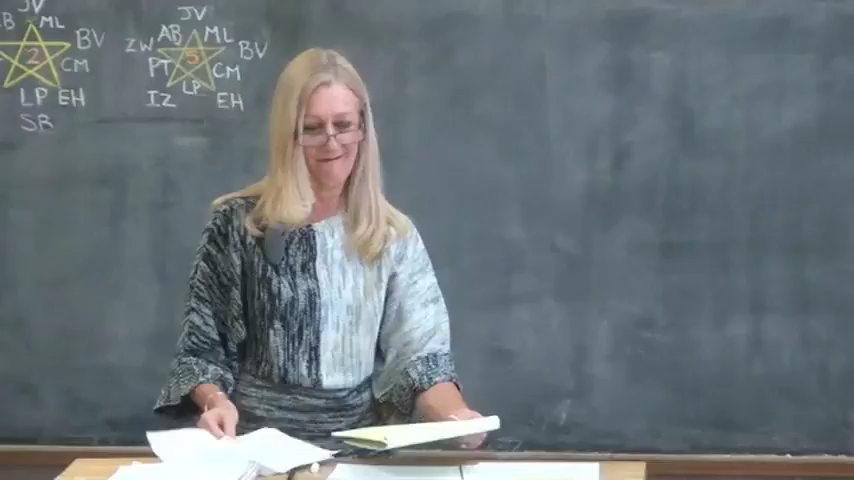 JV
B ML
BV
2
CM
LP EH
SR
JV
AB ML
ZW BV
5
PT CM
LP
IZ EH